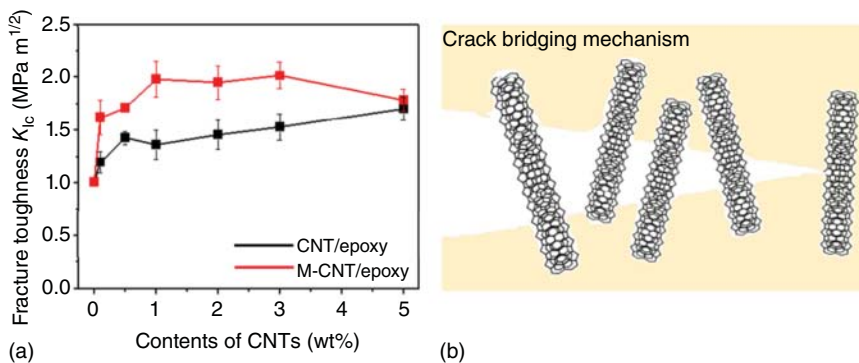 Fracture toughness K_Ic (MPa m^1/2)
2.5
2.0
1.5
1.0
0.5
0.0
CNT/epoxy
M-CNT/epoxy
0 1 2 3 4 5
Contents of CNTs (wt%)
(a)
Crack bridging mechanism
(b)